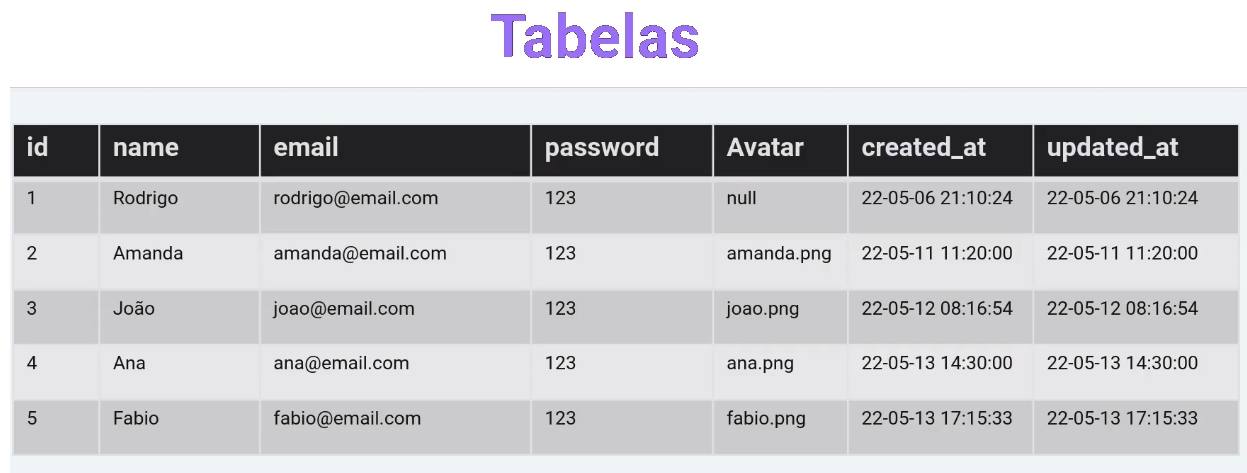 Tabelas
id name email password Avatar created_at updated_at
1 Rodrigo rodrigo@email.com 123 null 22-05-06 21:10:24 22-05-06 21:10:24
2 Amanda amanda@email.com 123 amanda.png 22-05-11 11:20:00 22-05-11 11:20:00
3 João joao@email.com 123 joao.png 22-05-12 08:16:54 22-05-12 08:16:54
4 Ana ana@email.com 123 ana.png 22-05-13 14:30:00 22-05-13 14:30:00
5 Fabio fabio@email.com 123 fabio.png 22-05-13 17:15:33 22-05-13 17:15:33